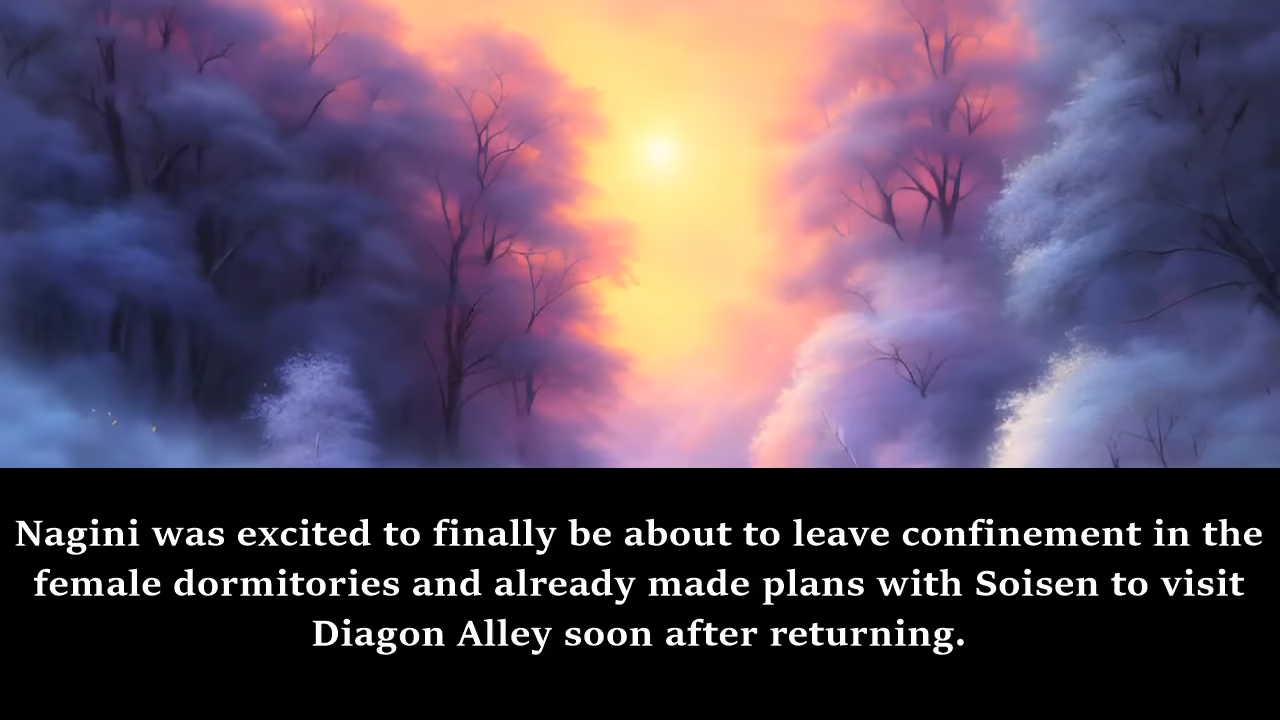 Nagini was excited to finally be about to leave confinement in the
female dormitories and already made plans with Soisen to visit
Diagon Alley soon after returning.